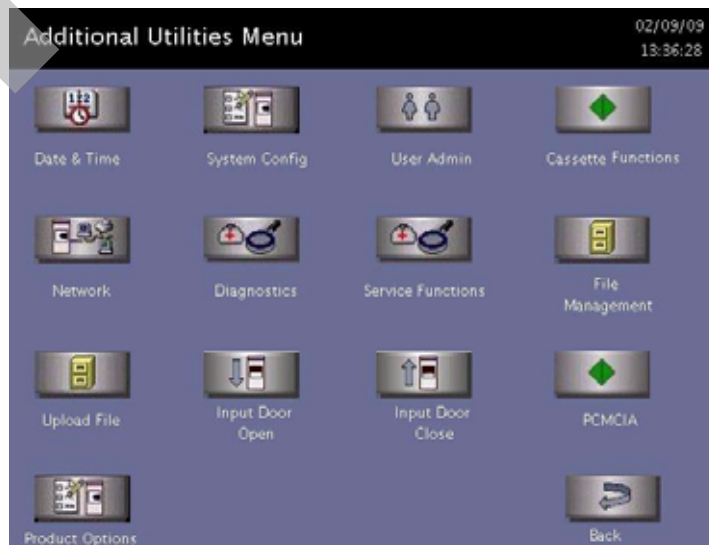 Additional Utilities Menu
02/09/09
13:36:28
Date & Time
System Config
User Admin
Cassette Functions
Network
Diagnostics
Service Functions
File
Management
Upload File
Input Door
Open
Input Door
Close
PCMCIA
Product Options
Back